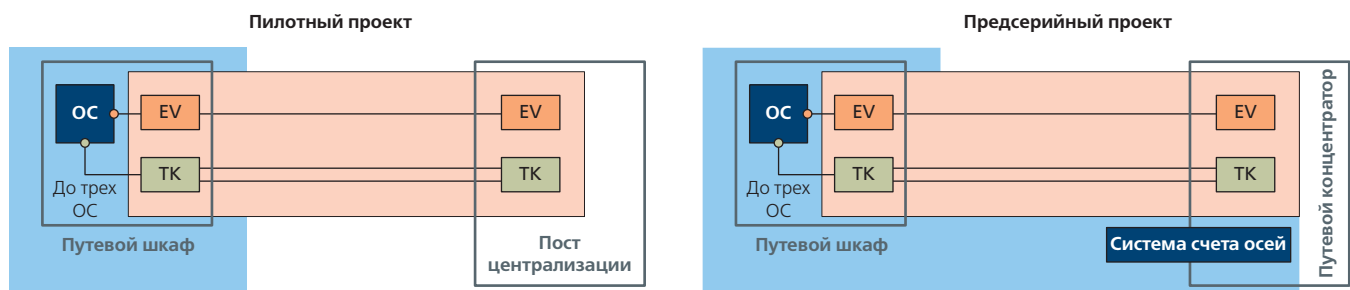 Пилотный проект
ОС
EV
EV
ТК
ТК
До трех
ОС
Путевой шкаф
Пост
централизации
Предсерийный проект
ОС
EV
EV
ТК
ТК
До трех
ОС
Путевой шкаф
Система счета осей
Путевой концентратор